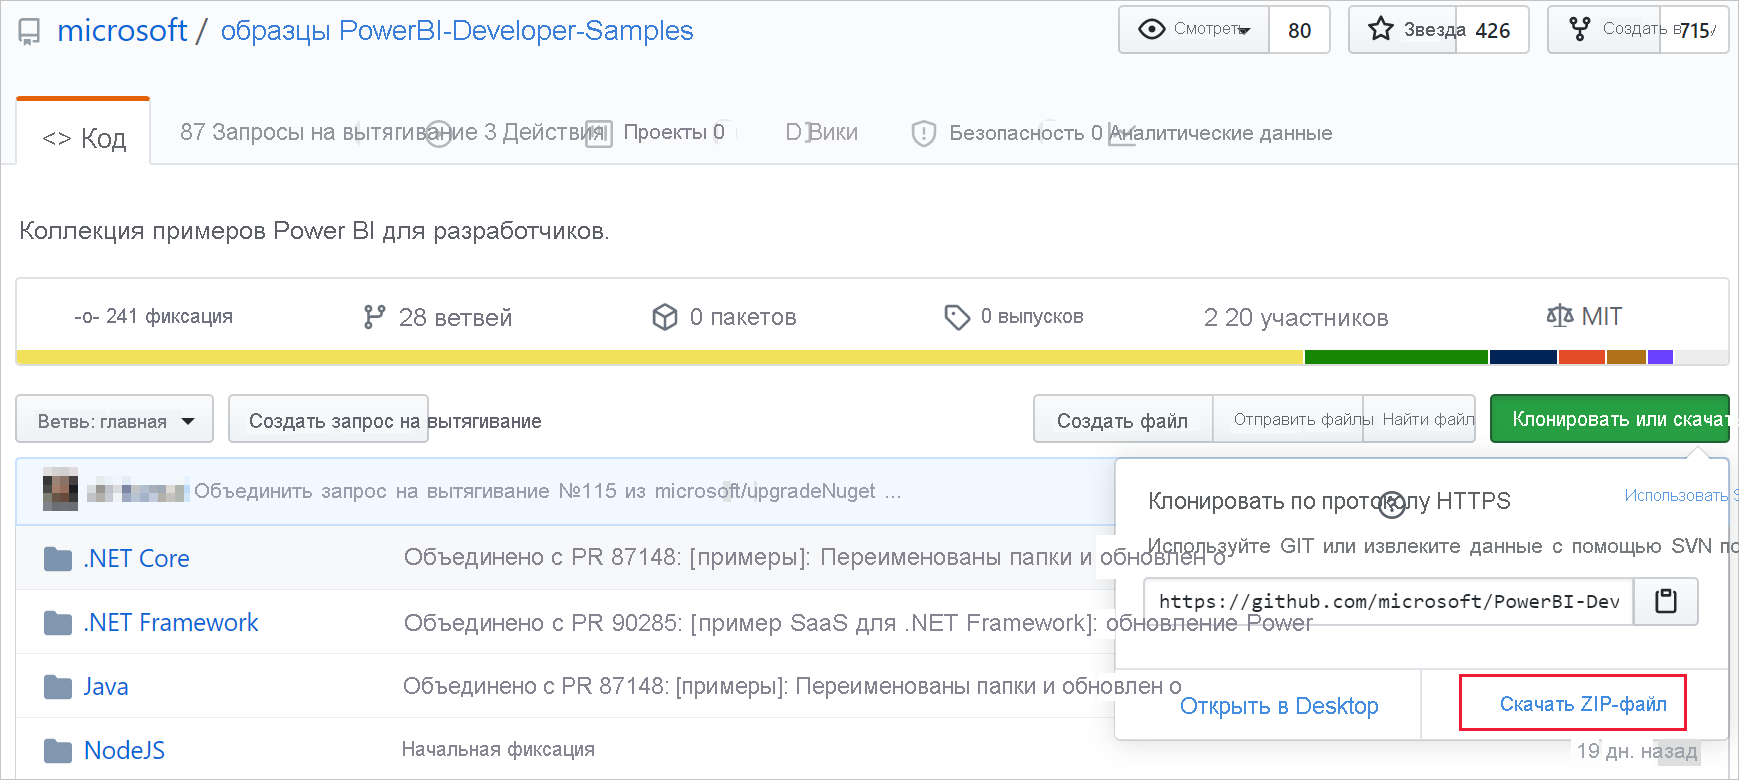 microsoft / образцы PowerBI-Developer-Samples
Смотреть 80 Звезда 426 Создать в 715
<> Код 87 Запросы на вытягивание 3 Действия Проекты 0 Вики Безопасность 0 Аналитические данные
Коллекция примеров Power BI для разработчиков.
-о- 241 фиксация 28 ветвей 0 пакетов 0 выпусков 2 20 участников MIT
Ветвь: главная Создать запрос на вытягивание Создать файл Отправить файлы Найти файл Клонировать или скачат
Объединить запрос на вытягивание №115 из microsoft/upgradeNuget ...
Клонировать по протоколу HTTPS Использовать S
Используйте GIT или извлеките данные с помощью SVN по
https://github.com/microsoft/PowerBI-Dev
Открыть в Desktop Скачать ZIP-файл
.NET Core Объединено с PR 87148: [примеры]: Переименованы папки и обновлен о
.NET Framework Объединено с PR 90285: [пример SaaS для .NET Framework]: обновление Power
Java Объединено с PR 87148: [примеры]: Переименованы папки и обновлен о
NodeJS Начальная фиксация 19 дн. назад